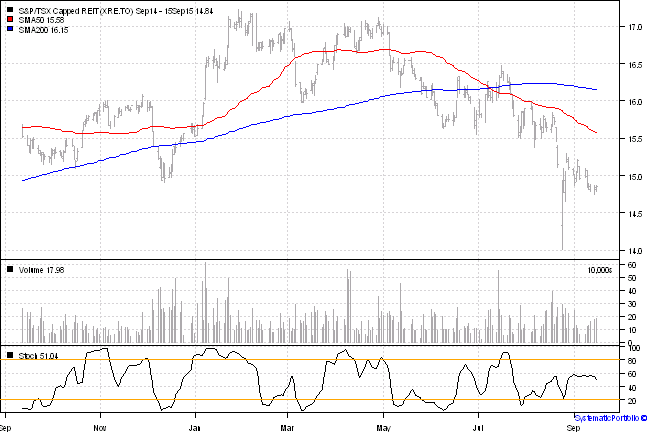 S&P/TSX Capped REIT(XRE.TO) Sep14 - 15Sep15 14.84
SMA50 15.58
SMA200 16.15
17.0
16.5
16.0
15.5
15.0
14.5
14.0
Volume 17.98
10,000s
60
50
40
30
20
10
0
Stoch 51.04
100
80
60
40
20
Sep Nov Jan Mar May Jul Sep
SystematicPortfolio ©